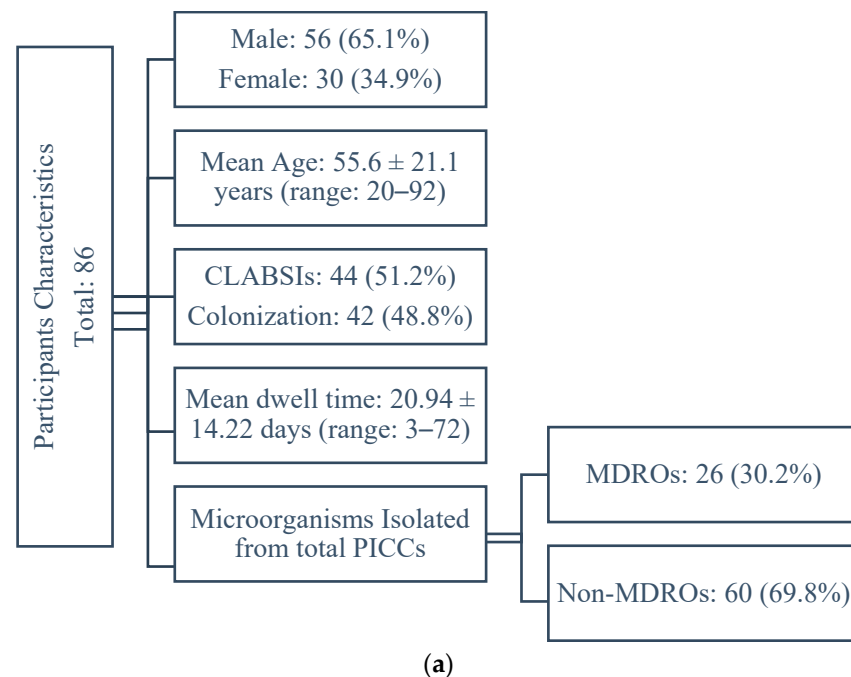 Participants Characteristics
Total: 86
Male: 56 (65.1%)
Female: 30 (34.9%)
Mean Age: 55.6 ± 21.1
years (range: 20–92)
CLABSIs: 44 (51.2%)
Colonization: 42 (48.8%)
Mean dwell time: 20.94 ±
14.22 days (range: 3–72)
Microorganisms Isolated
from total PICCs
MDROs: 26 (30.2%)
Non-MDROs: 60 (69.8%)
(a)